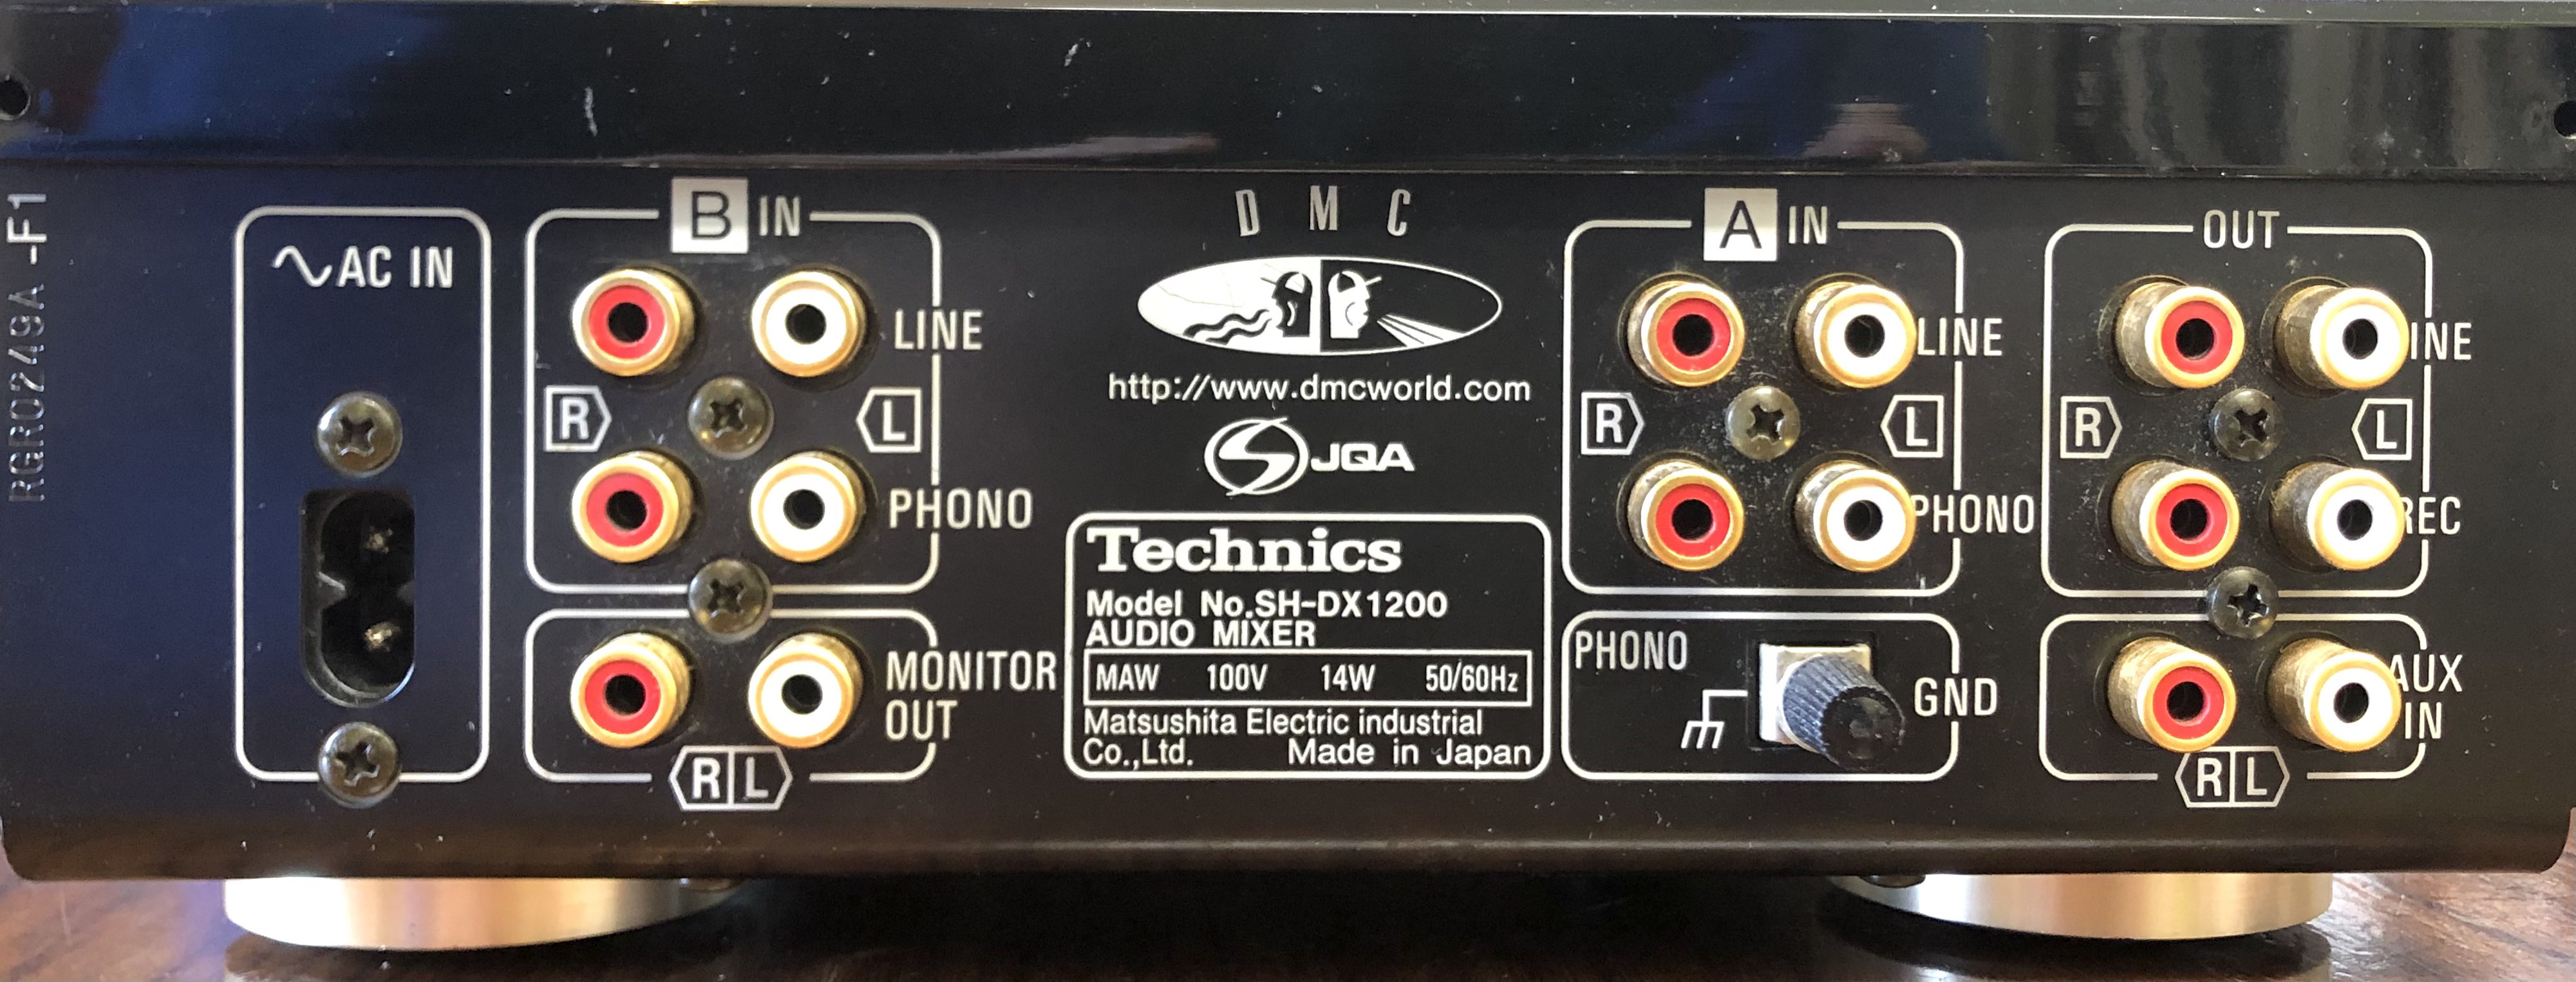 RGR0249A -F1
AC IN
B IN
LINE
R
L
PHONO
MONITOR
OUT
R L
D M C
http://www.dmcworld.com
JQA
Technics
Model No.SH-DX1200
AUDIO MIXER
MAW 100V 14W 50/60Hz
Matsushita Electric industrial
Co.,Ltd. Made in Japan
A IN
LINE
R
L
PHONO
PHONO
GND
OUT
INE
R
L
REC
AUX
IN
R L